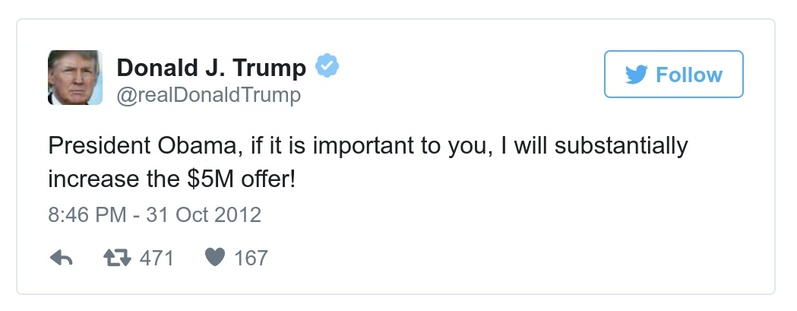 Donald J. Trump
@realDonaldTrump
Follow
President Obama, if it is important to you, I will substantially
increase the $5M offer!
8:46 PM - 31 Oct 2012
471 167